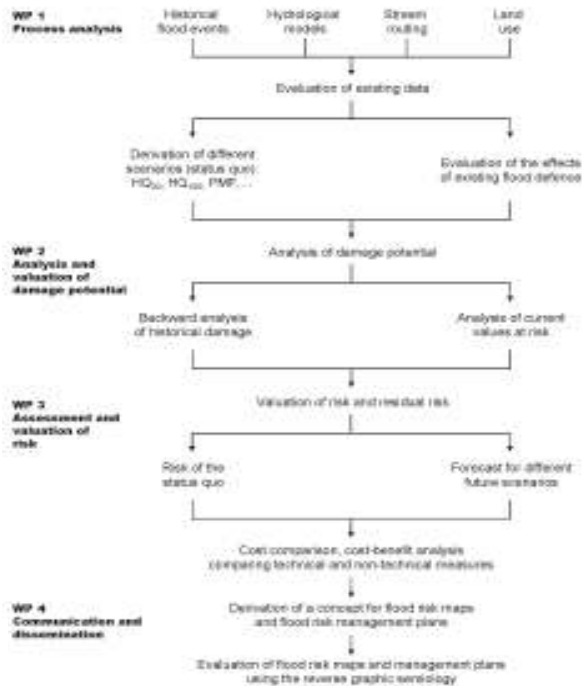 WP 1
Process analysis
Historical
flood events
Hydrological
models
Stream
routing
Land
use
Evaluation of existing data
Derivation of different
scenarios (status quo):
HQ30, HQ100, PMF,...
Evaluation of the effects
of existing flood defence
WP 2
Analysis and
valuation of
damage potential
Analysis of damage potential
Backward analysis
of historical damage
Analysis of current
values at risk
WP 3
Assessment and
valuation of
risk
Valuation of risk and residual risk
Risk of the
status quo
Forecast for different
future scenarios
Cost comparison, cost-benefit analysis
comparing technical and non-technical measures
WP 4
Communication and
dissemination
Derivation of a concept for flood risk maps
and flood risk management plans
Evaluation of flood risk maps and management plans
using the reverse graphic semiology